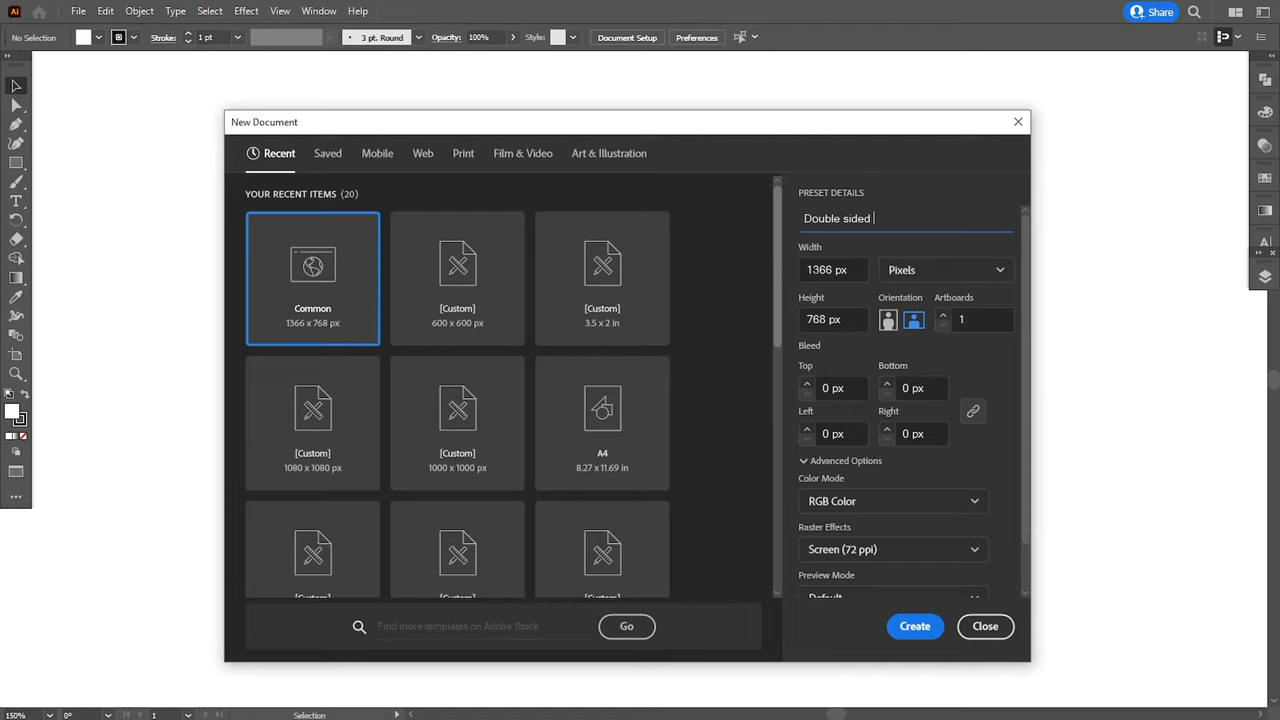 Ai File Edit Object Type Select Effect View Window Help Share
No Selection Stroke: 1 pt 3 pt. Round Opacity: 100% Style: Document Setup Preferences
New Document
Recent Saved Mobile Web Print Film & Video Art & Illustration
YOUR RECENT ITEMS (20)
Common
1366 x 768 px
[Custom]
600 x 600 px
[Custom]
3.5 x 2 in
[Custom]
1080 x 1080 px
[Custom]
1000 x 1000 px
A4
8.27 x 11.69 in
[Custom]
[Custom]
[Custom]
Find more templates on Adobe Stock Go
PRESET DETAILS
Double sided
Width
1366 px Pixels
Height Orientation Artboards
768 px 1
Bleed
Top Bottom
0 px 0 px
Left Right
0 px 0 px
Advanced Options
Color Mode
RGB Color
Raster Effects
Screen (72 ppi)
Preview Mode
Default
Create Close
150% 0° 1 Selection